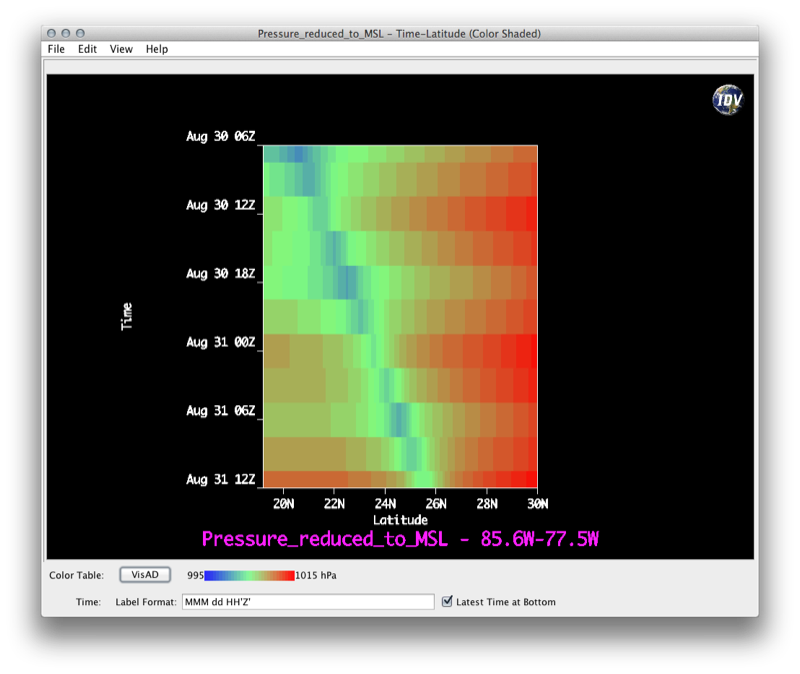 Pressure_reduced_to_MSL - Time-Latitude (Color Shaded)
File Edit View Help
IDV
Aug 30 06Z
Aug 30 12Z
Aug 30 18Z
Time
Aug 31 00Z
Aug 31 06Z
Aug 31 12Z
20N 22N 24N 26N 28N 30N
Latitude
Pressure_reduced_to_MSL - 85.6W-77.5W
Color Table: VisAD 995 1015 hPa
Time: Label Format: MMM dd HH'Z' Latest Time at Bottom